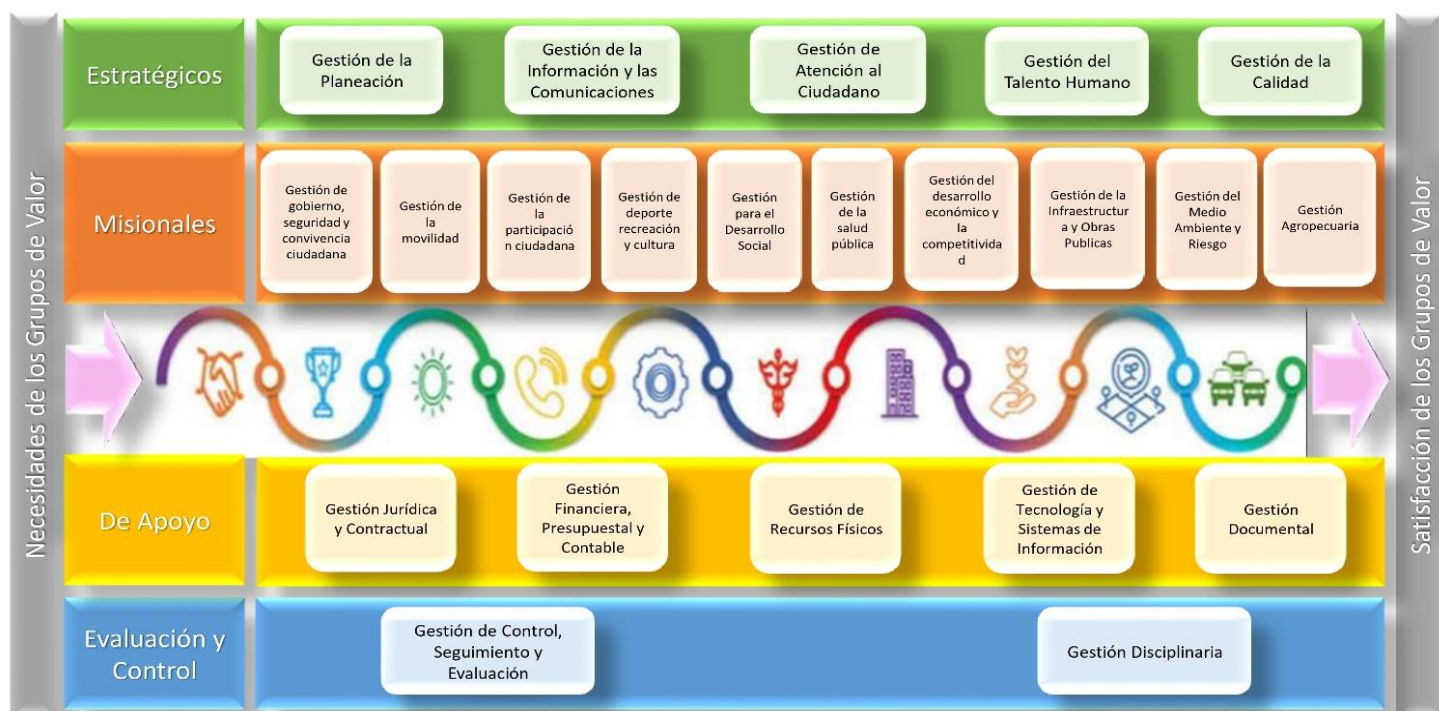 Necesidades de los Grupos de Valor
Estratégicos
Gestión de la
Planeación
Gestión de la
Información y las
Comunicaciones
Gestión de
Atención al
Ciudadano
Gestión del
Talento Humano
Gestión de la
Calidad
Misionales
Gestión de
gobierno,
seguridad y
convivencia
ciudadana
Gestión de
la
movilidad
Gestión de
la
participació
n ciudadana
Gestión de
deporte
recreación
y cultura
Gestión
para el
Desarrollo
Social
Gestión
de la
salud
pública
Gestión del
desarrollo
económico y
la
competitivida
d
Gestión de la
Infraestructur
a y Obras
Publicas
Gestión del
Medio
Ambiente y
Riesgo
Gestión
Agropecuaria
De Apoyo
Gestión Jurídica
y Contractual
Gestión
Financiera,
Presupuestal y
Contable
Gestión de
Recursos Físicos
Gestión de
Tecnología y
Sistemas de
Información
Gestión
Documental
Evaluación y
Control
Gestión de Control,
Seguimiento y
Evaluación
Gestión Disciplinaria
Satisfacción de los Grupos de Valor